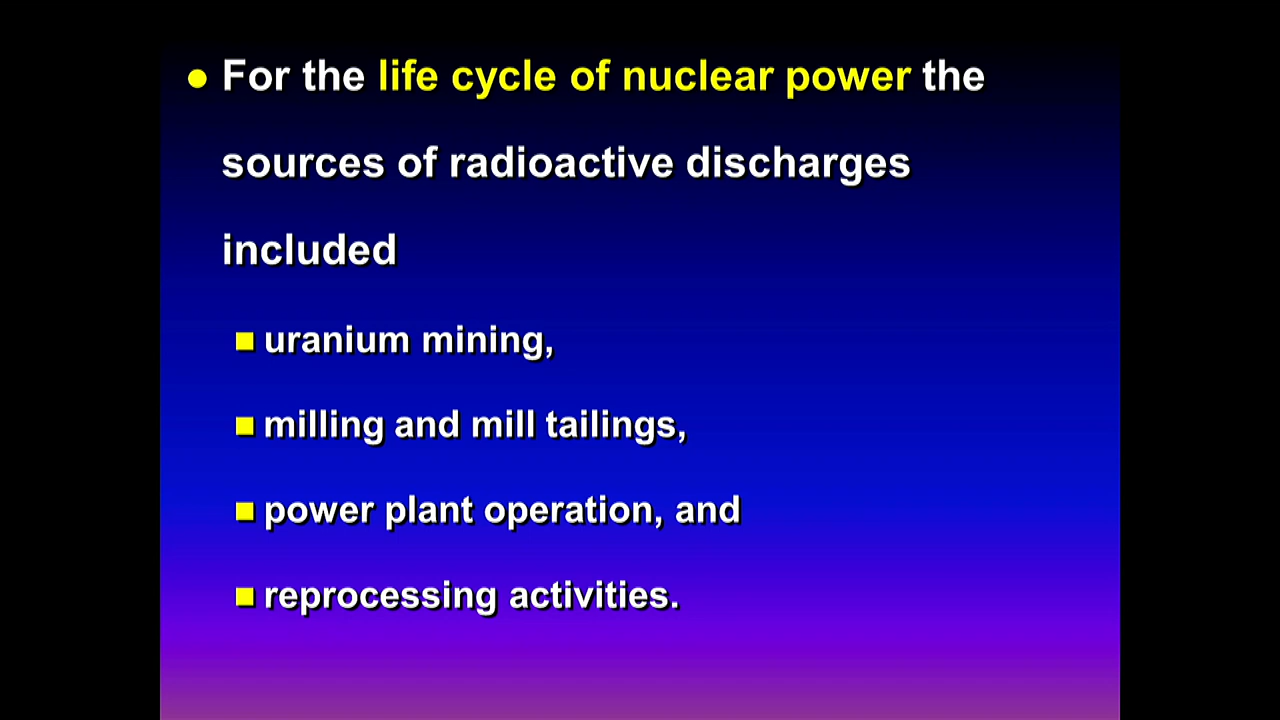 For the life cycle of nuclear power the
sources of radioactive discharges
included
uranium mining,
milling and mill tailings,
power plant operation, and
reprocessing activities.